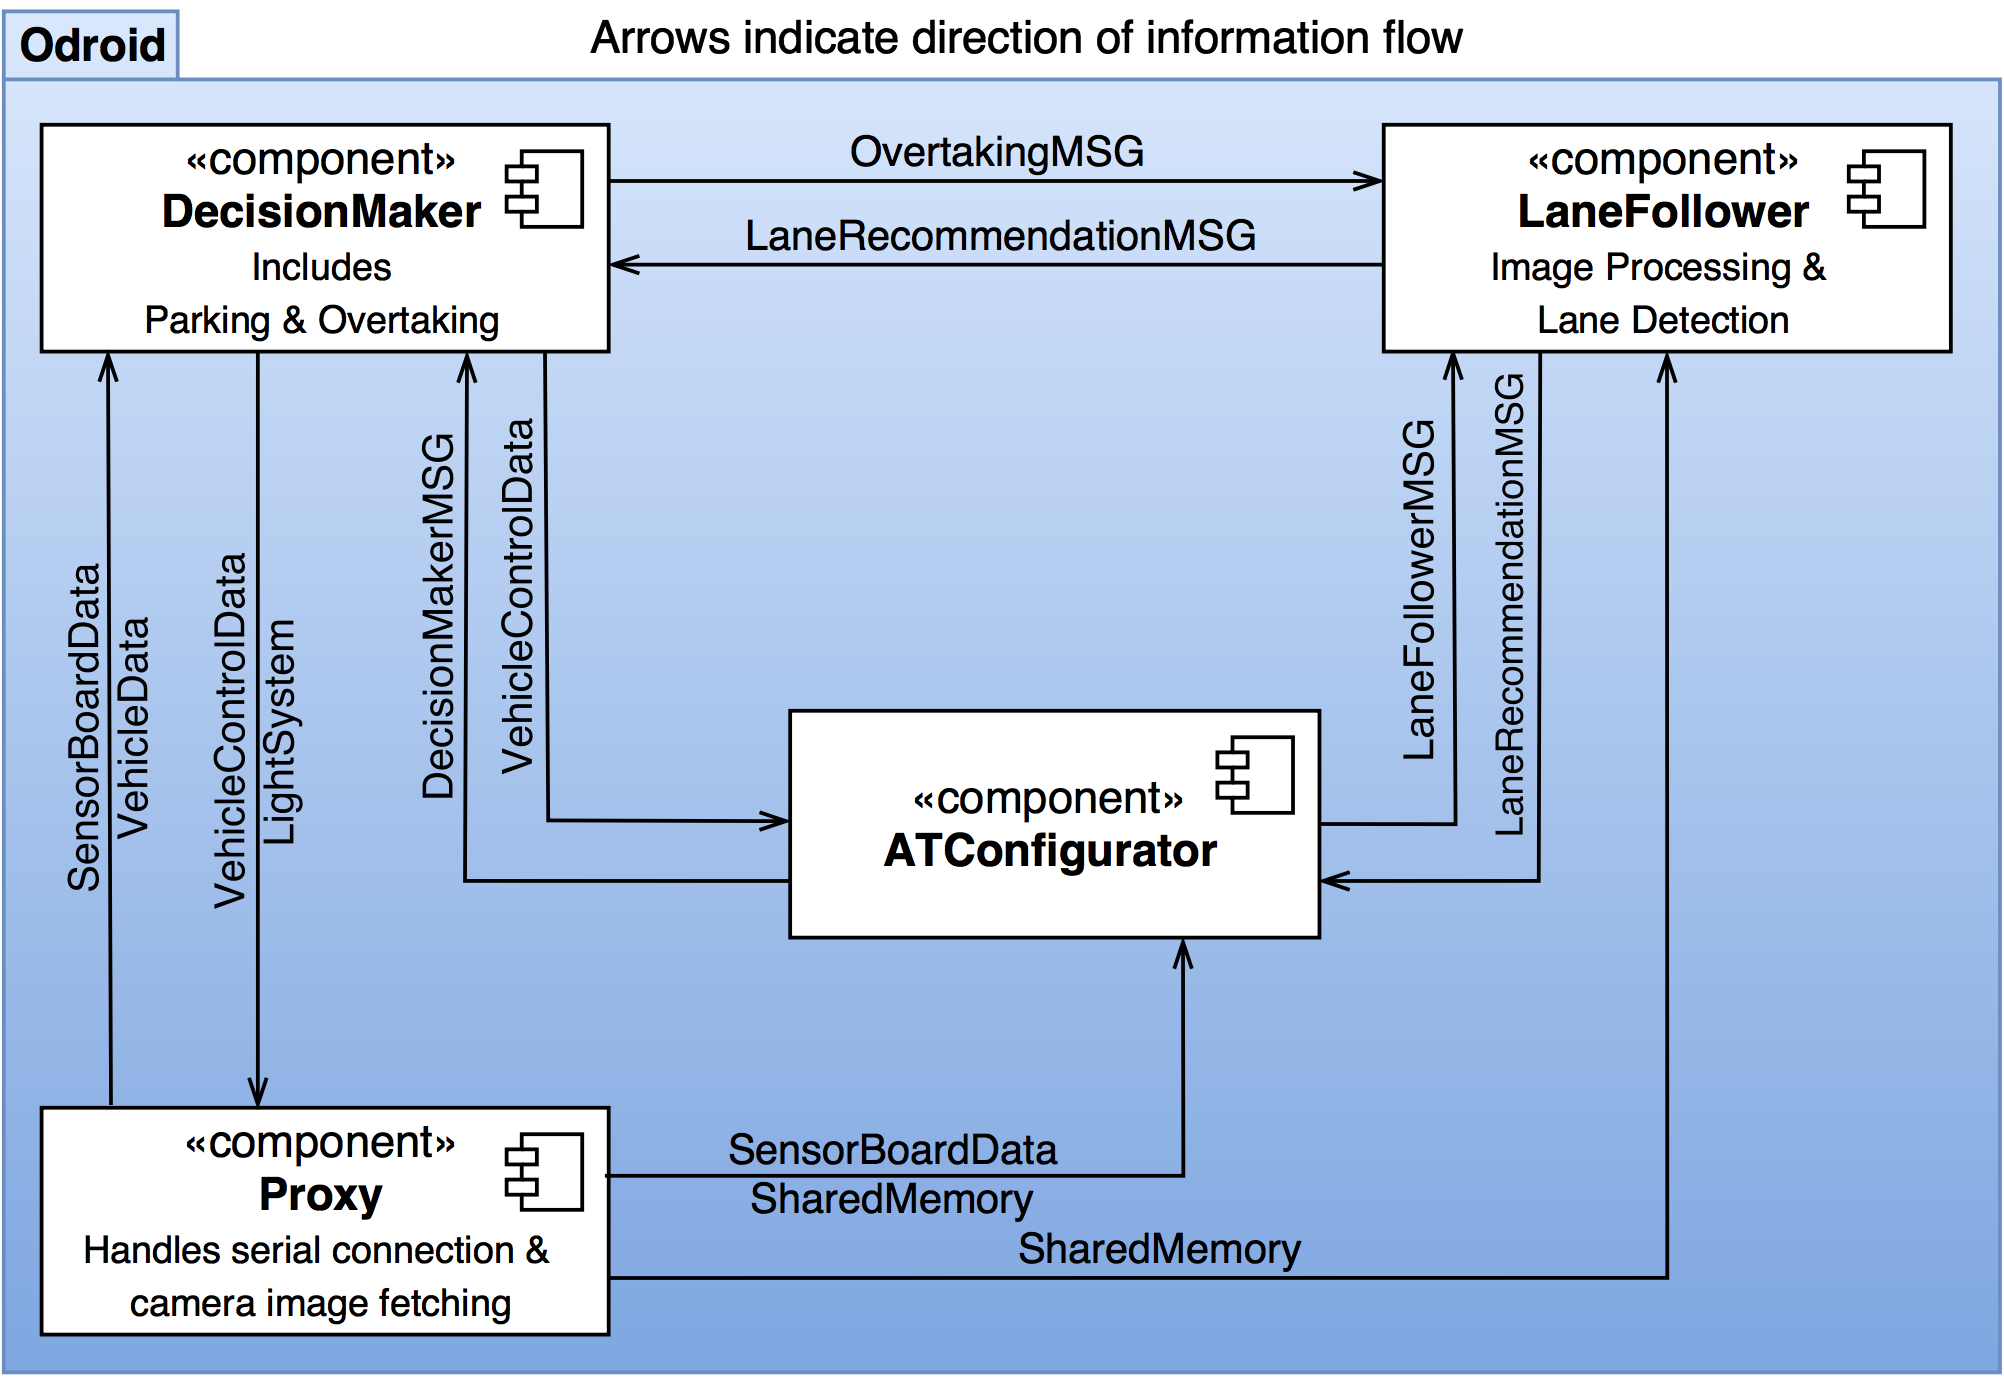 Odroid
Arrows indicate direction of information flow
«component»
DecisionMaker
Includes
Parking & Overtaking
OvertakingMSG
LaneRecommendationMSG
«component»
LaneFollower
Image Processing &
Lane Detection
SensorBoardData
VehicleData
VehicleControlData
LightSystem
DecisionMakerMSG
VehicleControlData
LaneFollowerMSG
LaneRecommendationMSG
«component»
ATConfigurator
«component»
Proxy
Handles serial connection &
camera image fetching
SensorBoardData
SharedMemory
SharedMemory